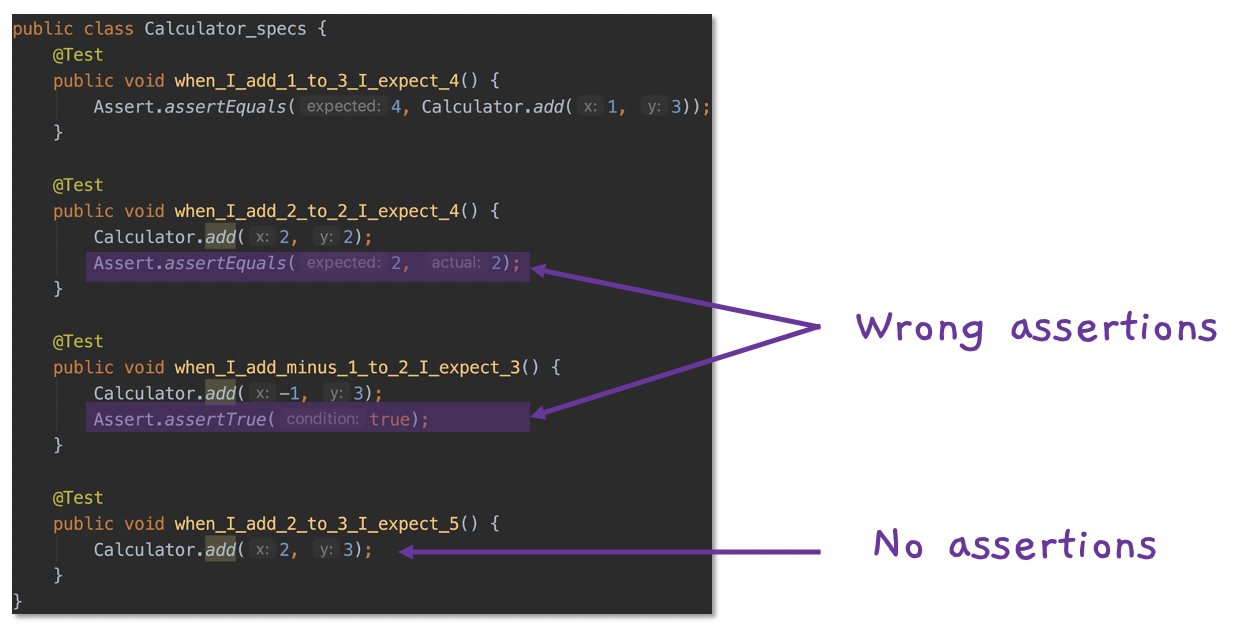 public class Calculator_specs {
@Test
public void when_I_add_1_to_3_I_expect_4() {
Assert.assertEquals( expected: 4, Calculator.add( x: 1, y: 3));
}
@Test
public void when_I_add_2_to_2_I_expect_4() {
Calculator.add( x: 2, y: 2);
Assert.assertEquals( expected: 2, actual: 2);
}
Wrong assertions
@Test
public void when_I_add_minus_1_to_2_I_expect_3() {
Calculator.add( x: -1, y: 3);
Assert.assertTrue( condition: true);
}
@Test
public void when_I_add_2_to_3_I_expect_5() {
Calculator.add( x: 2, y: 3);
No assertions
}
}